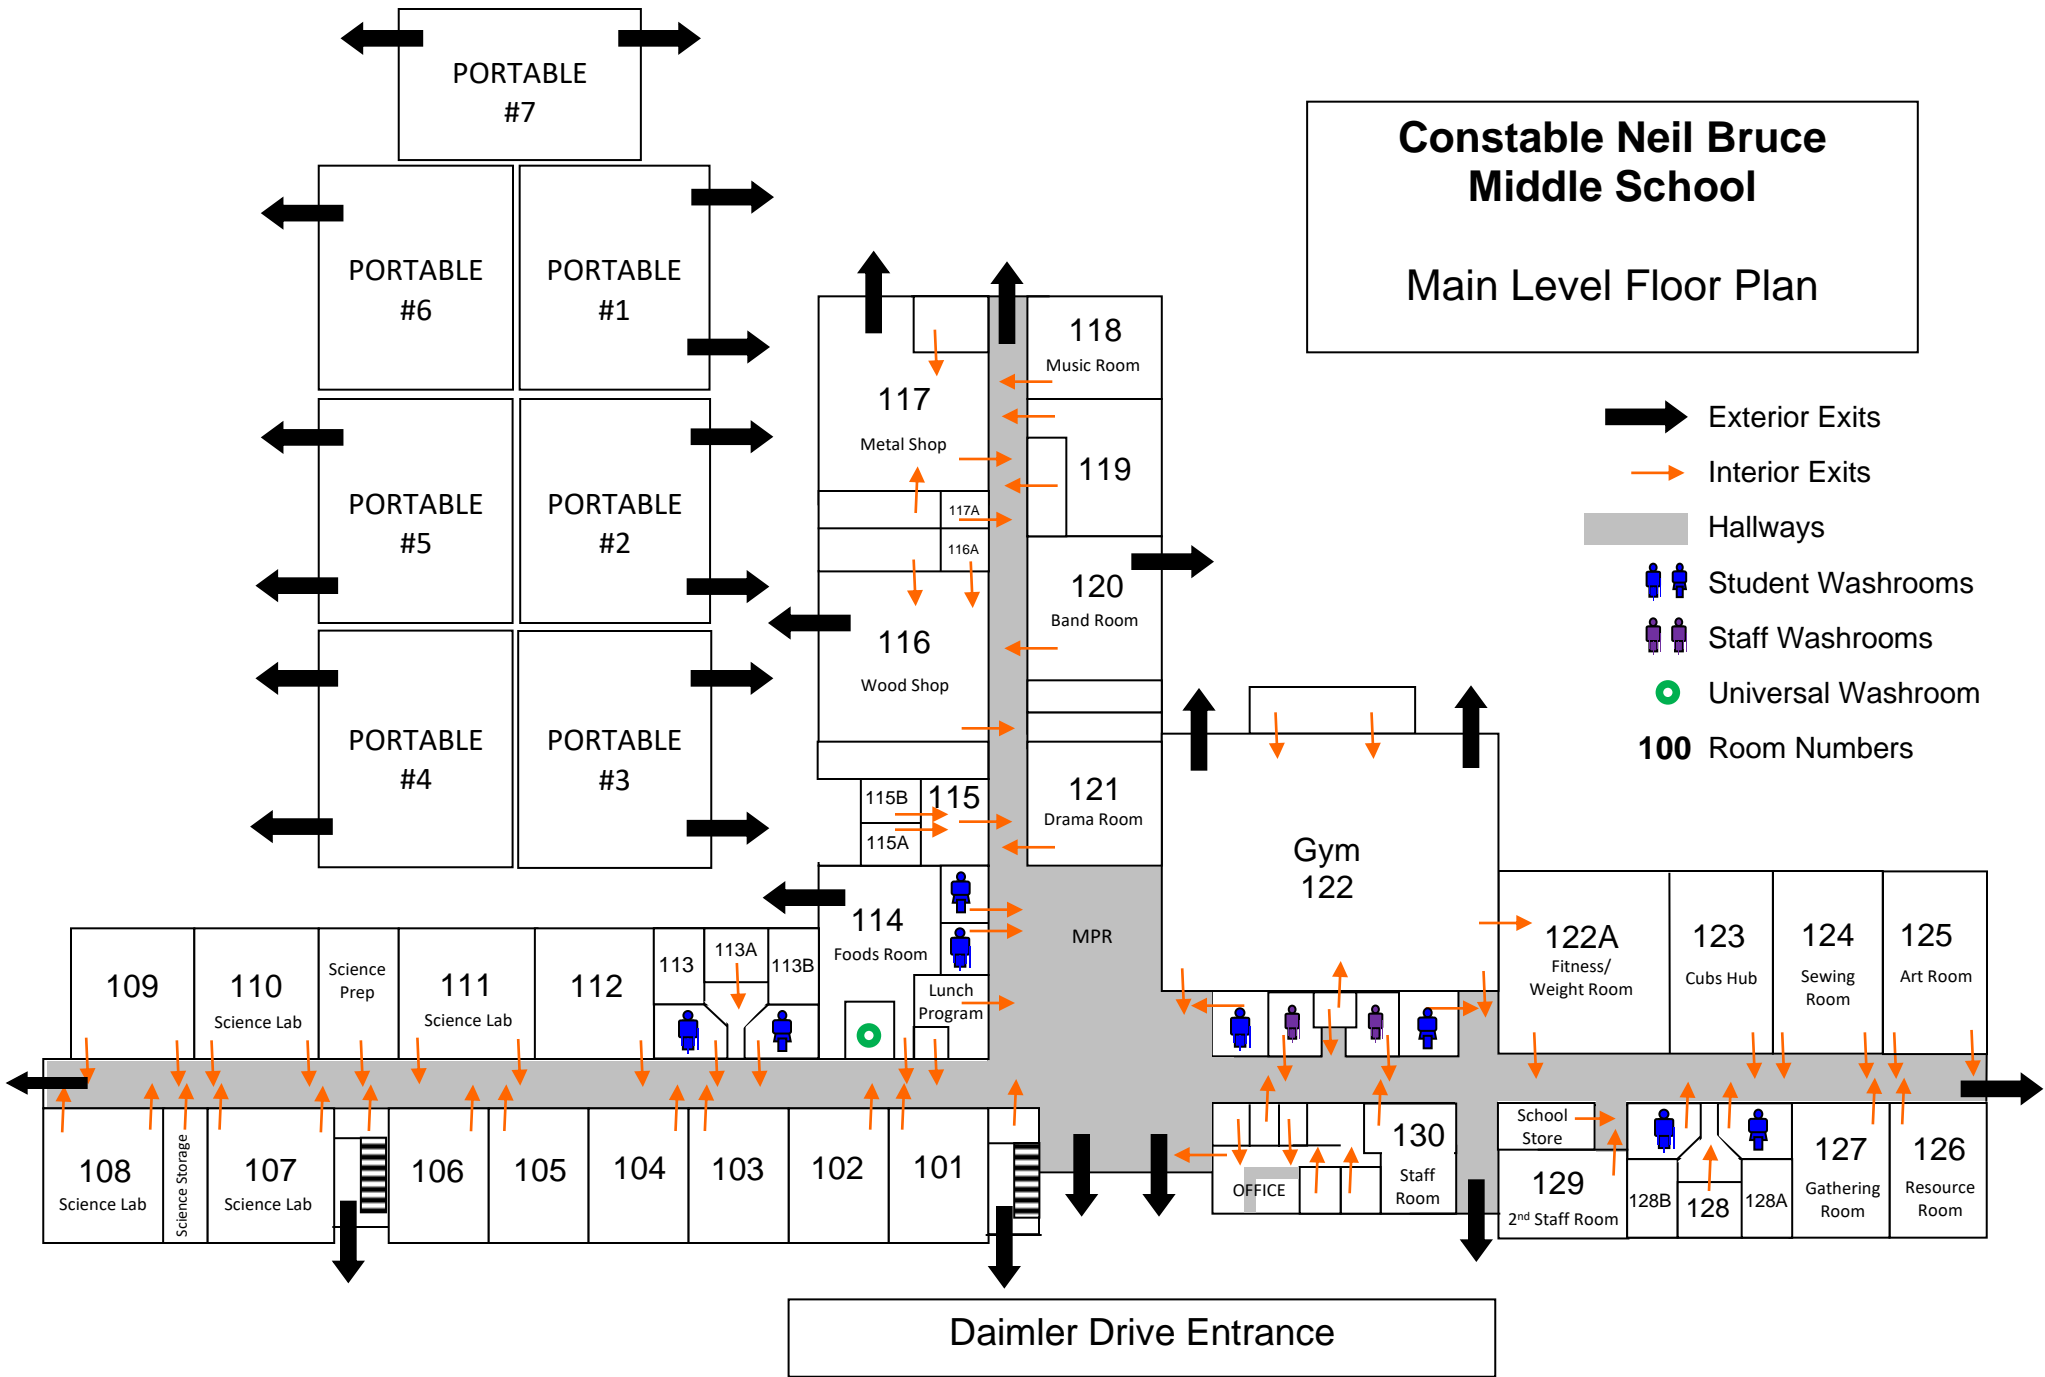 PORTABLE
#7
Constable Neil Bruce
Middle School
Main Level Floor Plan
PORTABLE
#6
PORTABLE
#1
118
Music Room
117
Metal Shop
Exterior Exits
Interior Exits
119
PORTABLE
#5
PORTABLE
#2
117A
116A
Hallways
120
Band Room
Student Washrooms
116
Wood Shop
Staff Washrooms
Universal Washroom
100 Room Numbers
PORTABLE
#4
PORTABLE
#3
115B
115
115A
121
Drama Room
Gym
122
114
Foods Room
MPR
122A
Fitness/
Weight Room
123
Cubs Hub
124
Sewing
Room
125
Art Room
109
110
Science Lab
Science
Prep
111
Science Lab
112
113
113A
113B
Lunch
Program
108
Science Lab
Science Storage
107
Science Lab
106
105
104
103
102
101
OFFICE
130
Staff
Room
School
Store
129
2nd Staff Room
128B
128
128A
127
Gathering
Room
126
Resource
Room
Daimler Drive Entrance